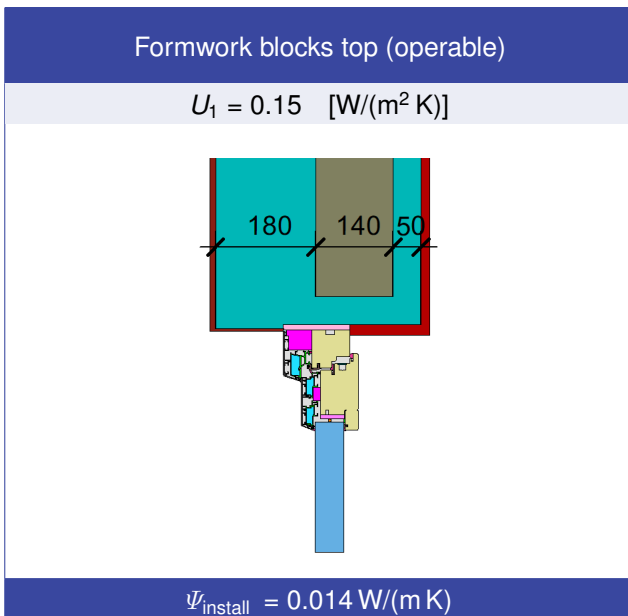 Formwork blocks top (operable)
U₁ = 0.15 [W/(m² K)]
180 140 50
Ψinstall = 0.014 W/(m K)